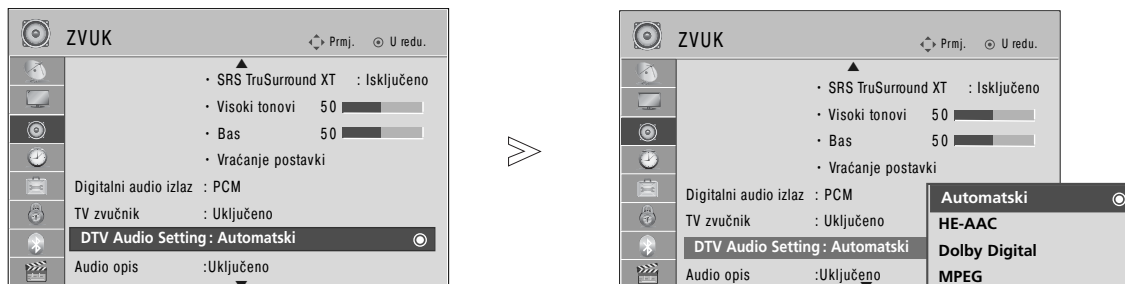 ZVUK
Prmj. U redu.
• SRS TruSurround XT : Isključeno
• Visoki tonovi 50
• Bas 50
• Vraćanje postavki
Digitalni audio izlaz : PCM
TV zvučnik : Uključeno
DTV Audio Setting : Automatski
Audio opis :Uključeno
>
ZVUK
Prmj. U redu.
• SRS TruSurround XT : Isključeno
• Visoki tonovi 50
• Bas 50
• Vraćanje postavki
Digitalni audio izlaz : PCM
TV zvučnik : Uključeno
DTV Audio Setting : Automatski
Audio opis :Uključeno
Automatski
HE-AAC
Dolby Digital
MPEG